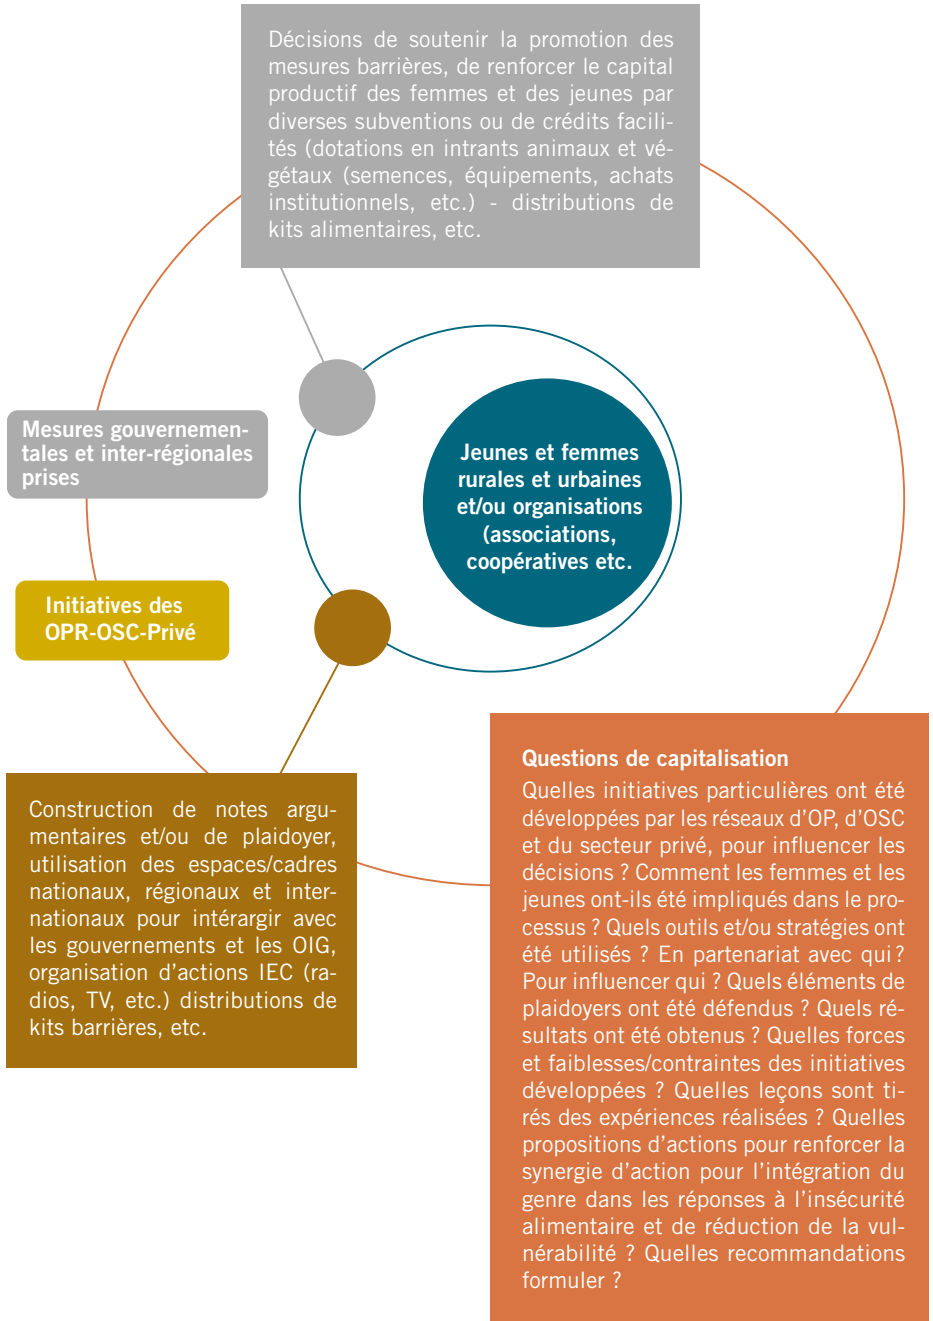 Décisions de soutenir la promotion des
mesures barrières, de renforcer le capital
productif des femmes et des jeunes par
diverses subventions ou de crédits facili-
tés (dotations en intrants animaux et vé-
gétaux (semences, équipements, achats
institutionnels, etc.) - distributions de
kits alimentaires, etc.
Mesures gouvernemen-
tales et inter-régionales
prises
Jeunes et femmes
rurales et urbaines
et/ou organisations
(associations,
coopératives etc.
Initiatives des
OPR-OSC-Privé
Construction de notes argu-
mentaires et/ou de plaidoyer,
utilisation des espaces/cadres
nationaux, régionaux et inter-
nationaux pour intérargir avec
les gouvernements et les OIG,
organisation d'actions IEC (ra-
dios, TV, etc.) distributions de
kits barrières, etc.
Questions de capitalisation
Quelles initiatives particulières ont été
développées par les réseaux d'OP, d'OSC
et du secteur privé, pour influencer les
décisions ? Comment les femmes et les
jeunes ont-ils été impliqués dans le pro-
cessus ? Quels outils et/ou stratégies ont
été utilisés ? En partenariat avec qui ?
Pour influencer qui ? Quels éléments de
plaidoyers ont été défendus ? Quels ré-
sultats ont été obtenus ? Quelles forces
et faiblesses/contraintes des initiatives
développées ? Quelles leçons sont ti-
rés des expériences réalisées ? Quelles
propositions d'actions pour renforcer la
synergie d'action pour l'intégration du
genre dans les réponses à l'insécurité
alimentaire et de réduction de la vul-
nérabilité ? Quelles recommandations
formuler ?